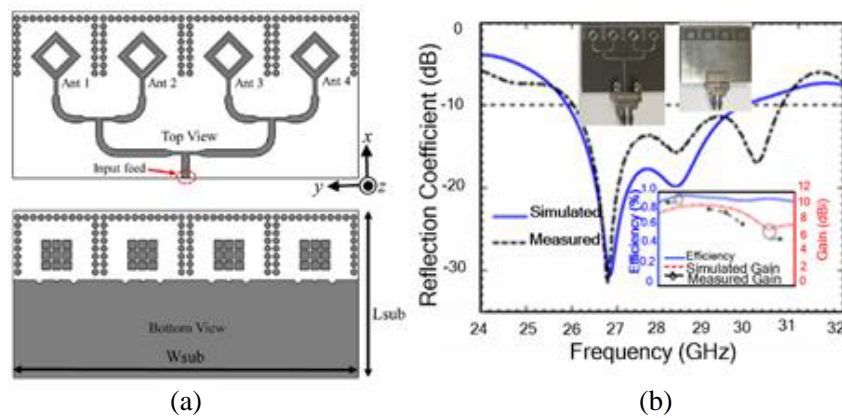 Ant 1
Ant 2
Ant 3
Ant 4
Top View
Input feed
x
y
z
Bottom View
Lsub
Wsub
(a)
Reflection Coefficient (dB)
0
-10
-20
-30
Simulated
Measured
Efficiency (%)
1.0
0.8
0.6
0.4
0.2
0
Efficiency
Simulated Gain
Measured Gain
12
10
8
6
4
2
0
Gain (dBi)
24 25 26 27 28 29 30 31 32
Frequency (GHz)
(b)